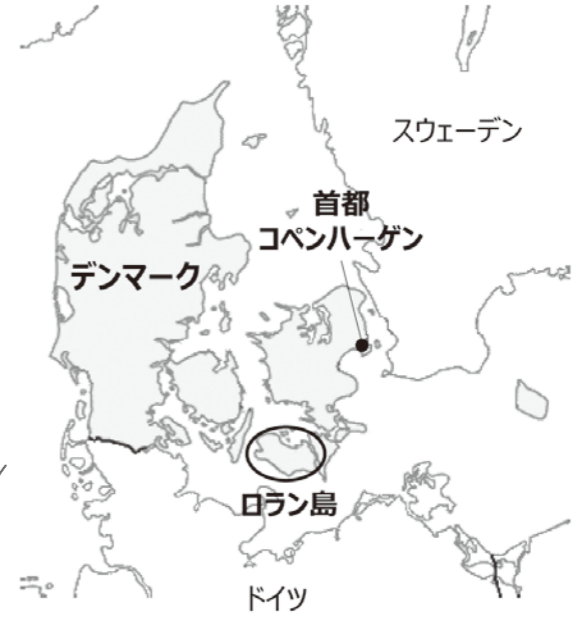 スウェーデン
首都
コペンハーゲン
デンマーク
ロラン島
ドイツ